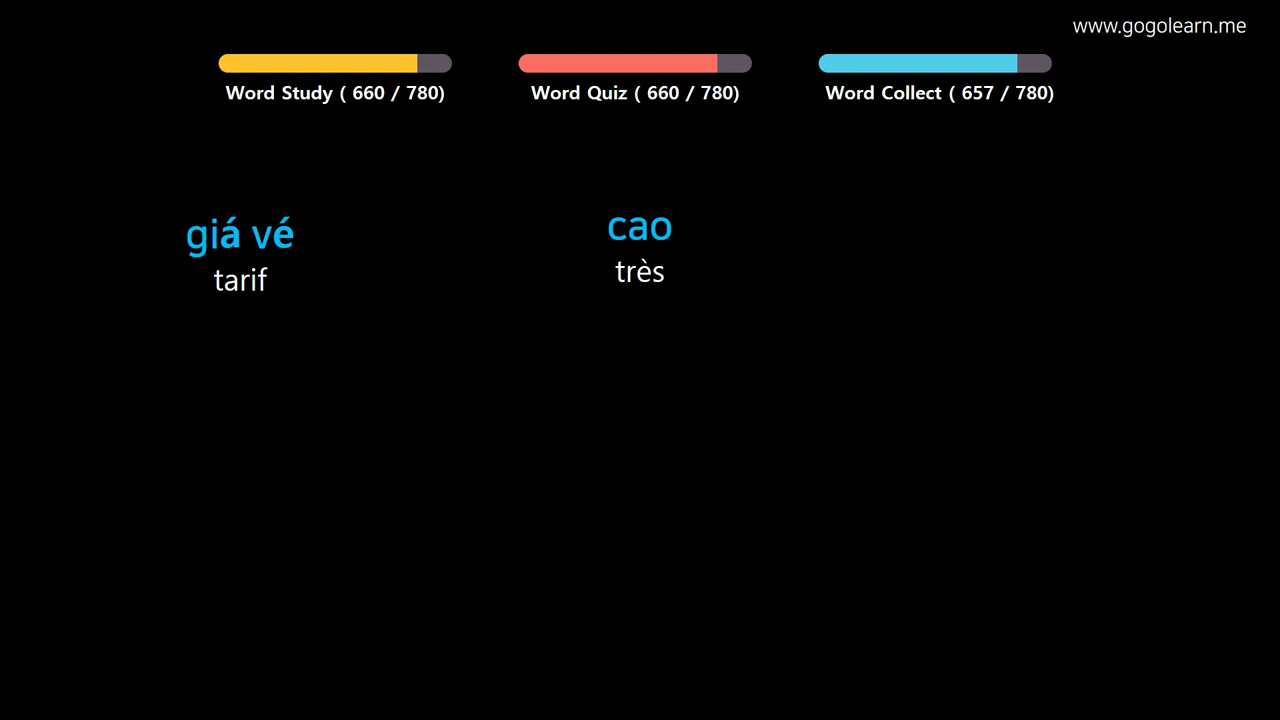 www.gogolearn.me
Word Study ( 660 / 780)
Word Quiz ( 660 / 780)
Word Collect ( 657 / 780)
giá vé
tarif
cao
très